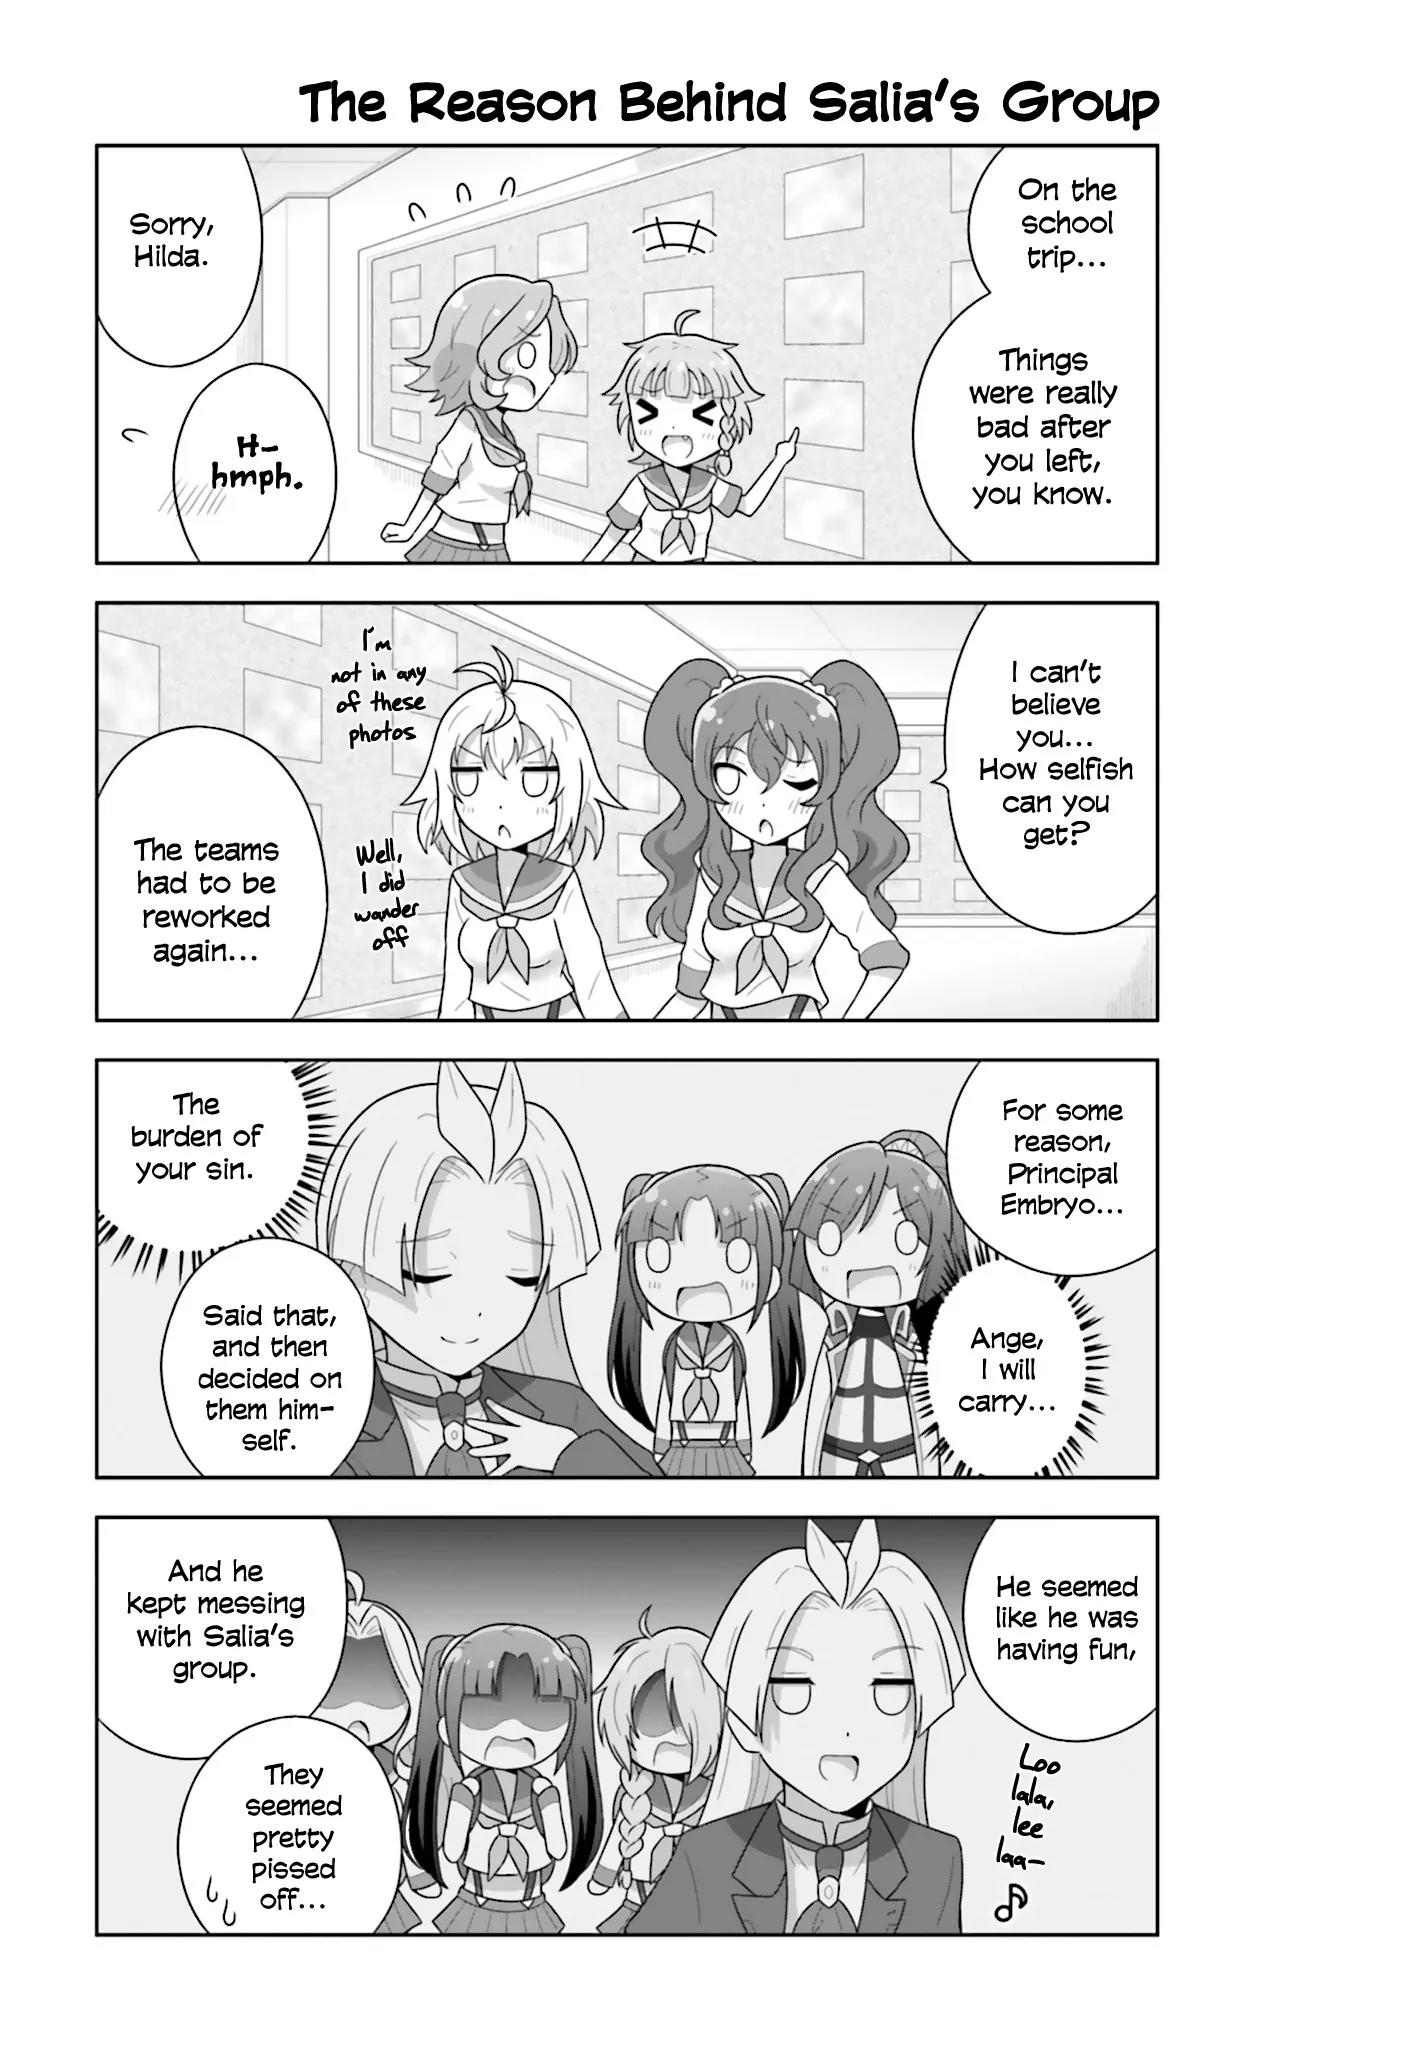 The Reason Behind Salia's Group
On the
school
trip...
Things
were really
bad after
you left,
you know.
Sorry,
Hilda.
H-
hmph.
I can't
believe
you...
How selfish
can you
get?
I'm
not in any
of these
photos
Well,
I did
wander
off
The teams
had to be
reworked
again...
For some
reason,
Principal
Embryo...
Ange,
I will
carry...
The
burden of
your sin.
Said that,
and then
decided on
them him-
self.
He seemed
like he was
having fun,
Loo
lala,
lee
laa-
And he
kept messing
with Salia's
group.
They
seemed
pretty
pissed
off...